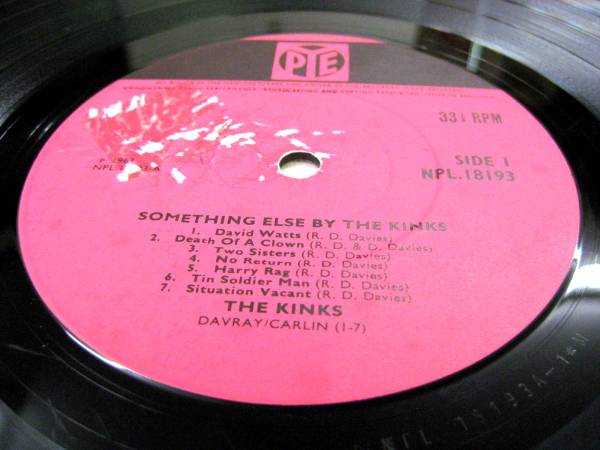 PYE
33⅓ RPM
SIDE 1
NPL.18193
SOMETHING ELSE BY THE KINKS
1. David Watts (R. D. Davies)
2. Death Of A Clown (R. D. & D. Davies)
3. Two Sisters (R. D. Davies)
4. No Return (R. D. Davies)
5. Harry Rag (R. D. Davies)
6. Tin Soldier Man (R. D. Davies)
7. Situation Vacant (R. D. Davies)
THE KINKS
DAVRAY/CARLIN (1-7)